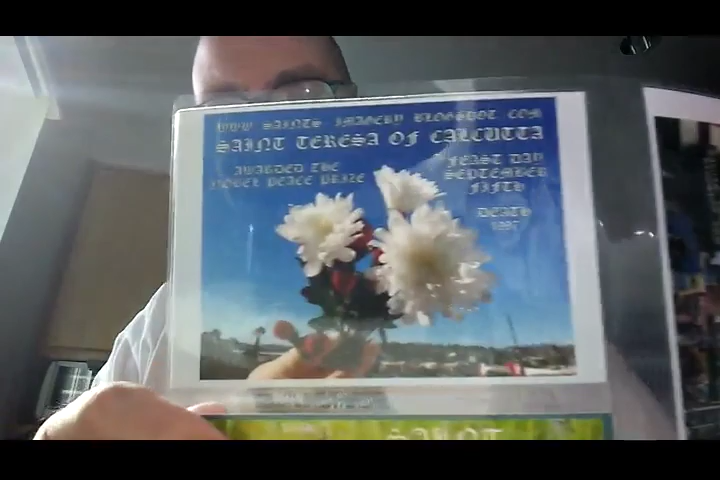 WWW SAINTS IMAGERY BLOGSPOT COM
SAINT TERESA OF CALCUTTA
AWARDED THE
NOBEL PEACE PRIZE
FEAST DAY
SEPTEMBER
FIFTH
DEATH
1997